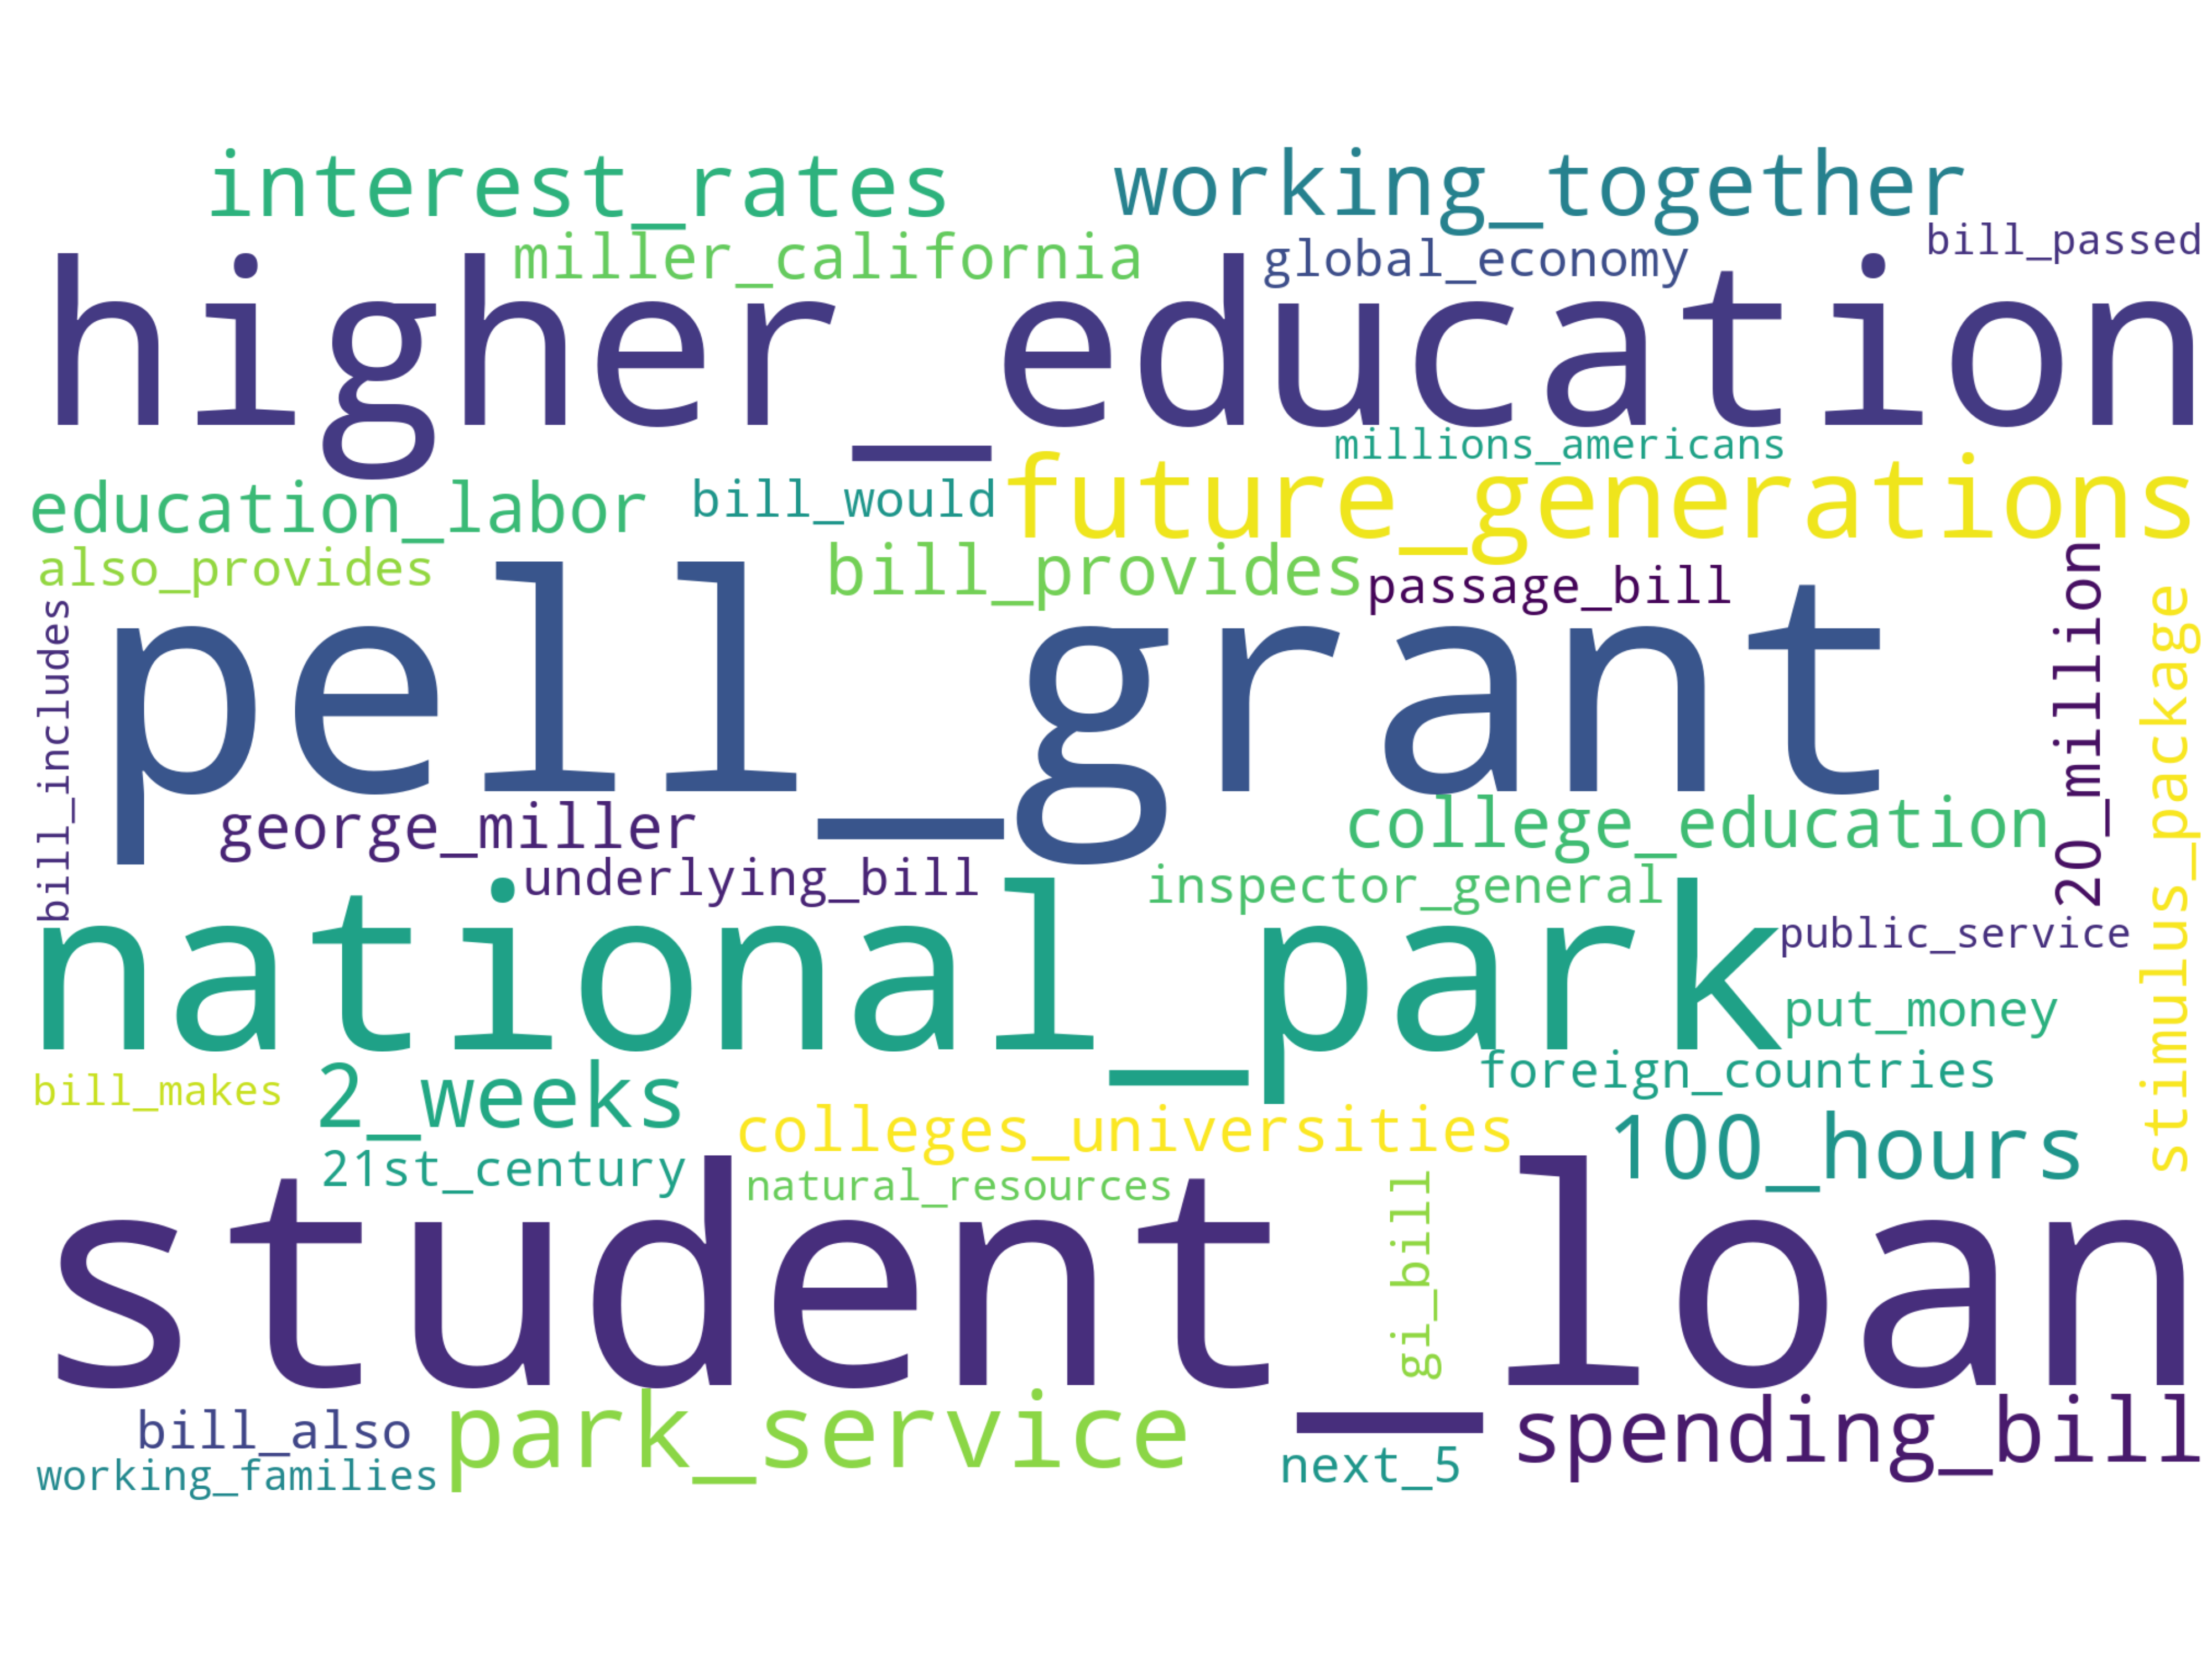 interest_rates
working_together
bill_passed
miller_california
global_economy
higher_education
millions_americans
education_labor
bill_would
future_generations
also_provides
bill_provides
passage_bill
20_million
stimulus_package
bill_includes
pell_grant
george_miller
college_education
underlying_bill
inspector_general
public_service
national_park
put_money
bill_makes
2_weeks
foreign_countries
colleges_universities
100_hours
21st_century
natural_resources
gi_bill
student_loan
bill_also
park_service
spending_bill
working_families
next_5